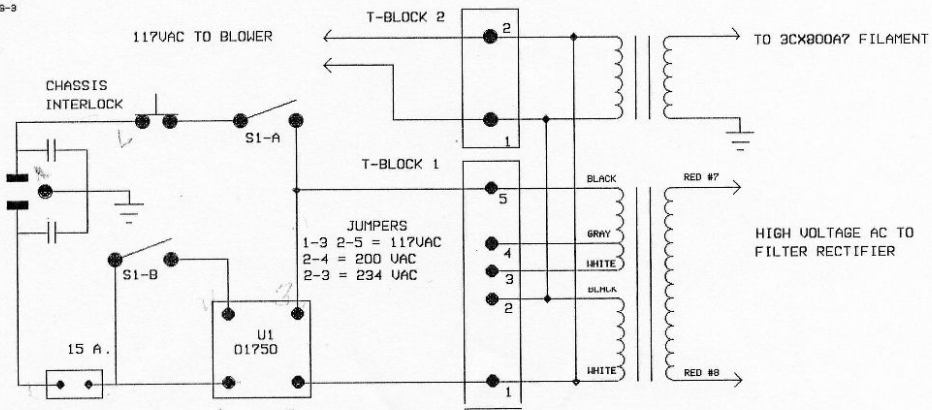 T-BLOCK 2
2
117VAC TO BLOWER
TO 3CX800A7 FILAMENT
CHASSIS
INTERLOCK
S1-A
1
T-BLOCK 1
5
BLACK
RED #7
JUMPERS
1-3 2-5 = 117VAC
2-4 = 200 VAC
2-3 = 234 VAC
GRAY
4
HIGH VOLTAGE AC TO
FILTER RECTIFIER
WHITE
3
S1-B
BLACK
2
U1
O1750
15 A.
WHITE
1
RED #8